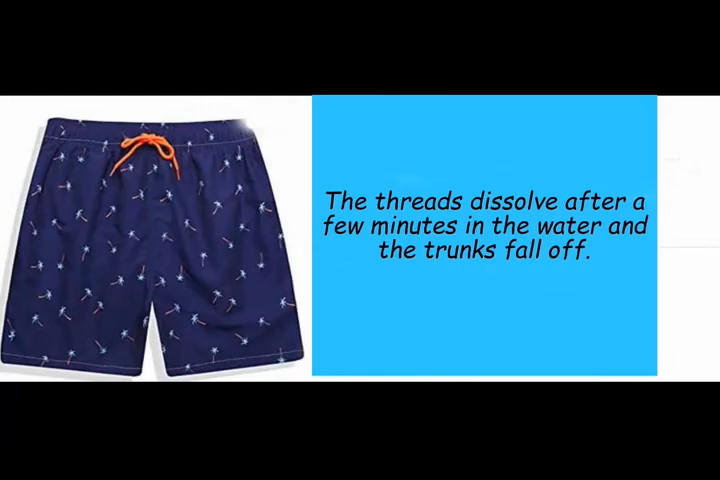 The threads dissolve after a
few minutes in the water and
the trunks fall off.